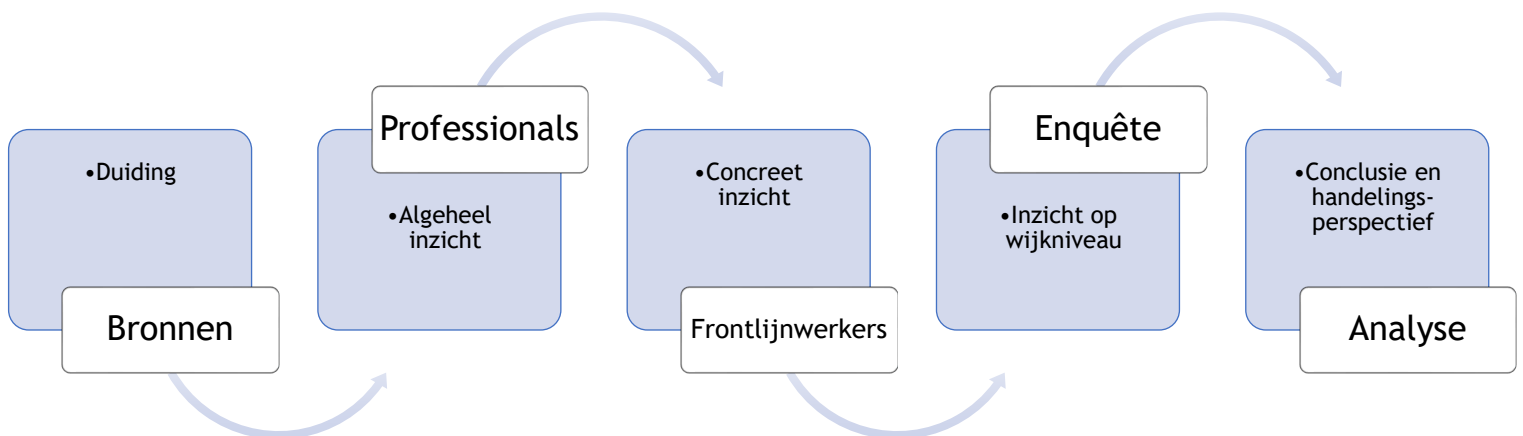 •Duiding
Bronnen
Professionals
•Algeheel
inzicht
•Concreet
inzicht
Frontlijnwerkers
Enquête
•Inzicht op
wijkniveau
•Conclusie en
handelings-
perspectief
Analyse